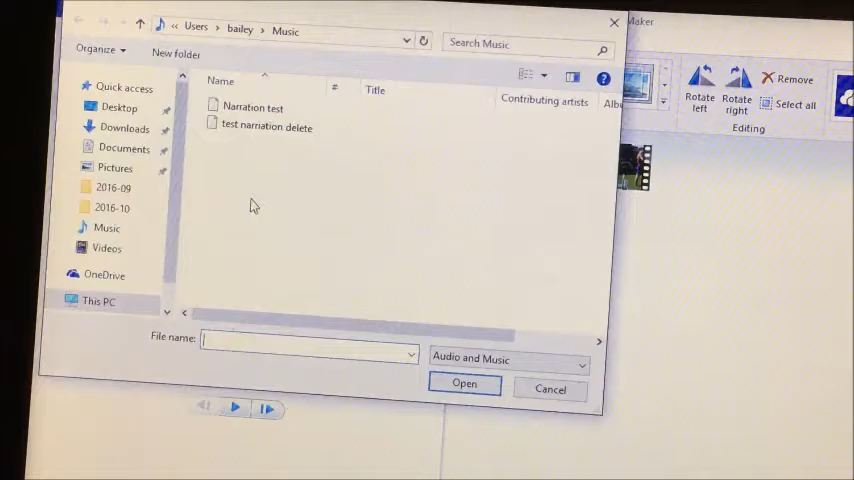 Maker
« Users > bailey > Music
Search Music
Organize
New folder
Name
#
Title
Contributing artists
Albu
Narration test
test narriation delete
Quick access
Desktop
Downloads
Documents
Pictures
2016-09
2016-10
Music
Videos
OneDrive
This PC
File name:
Audio and Music
Open
Cancel
Rotate left
Rotate right
Remove
Select all
Editing